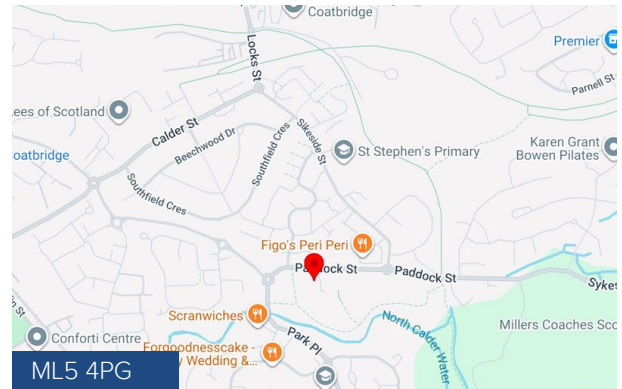 Coatbridge
Locks St
Premier
Parnell St
ees of Scotland
Calder St
Sikeside St
Beechwood Dr
Southfield Cres
St Stephen's Primary
Karen Grant
Bowen Pilates
oatbridge
Southfield Cres
Figo's Peri Peri
Paddock St
Paddock St
Sykes
Scranwiches
North Calder Water
Millers Coaches Sco
Conforti Centre
Forgoodnesscake -
y Wedding &...
Park Pl
ML5 4PG